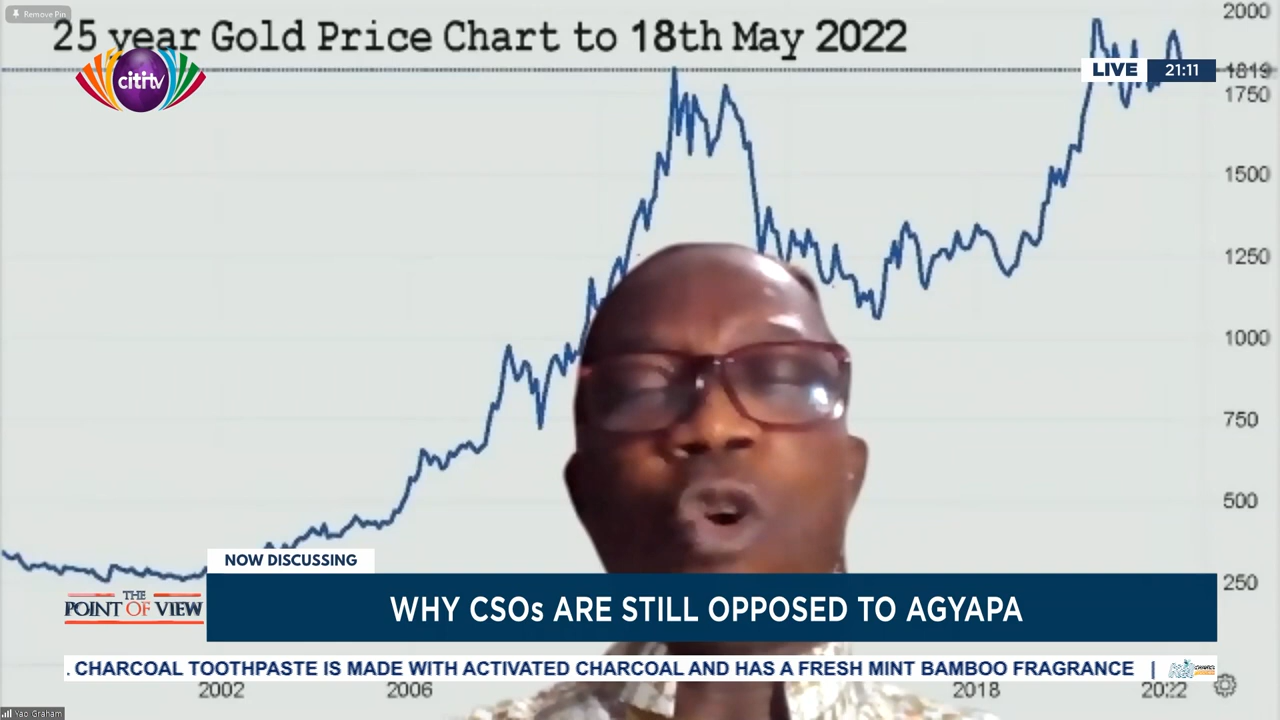 Remove Pin
2000
25 year Gold Price Chart to 18th May 2022
cititv
LIVE 21:11
1819
1750
1500
1250
1000
750
500
250
NOW DISCUSSING
THE
POINT OF VIEW
WHY CSOs ARE STILL OPPOSED TO AGYAPA
. CHARCOAL TOOTHPASTE IS MADE WITH ACTIVATED CHARCOAL AND HAS A FRESH MINT BAMBOO FRAGRANCE |
2002 2006 2018 2022
Yao Graham